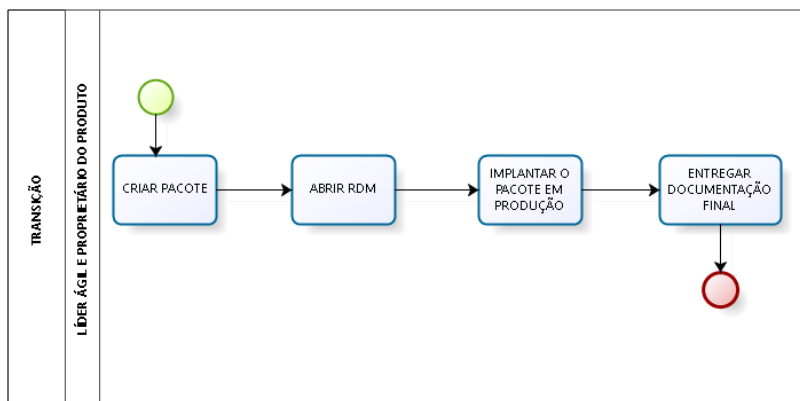 TRANSIÇÃO
LÍDER ÁGIL E PROPRIETÁRIO DO PRODUTO
CRIAR PACOTE
ABRIR RDM
IMPLANTAR O
PACOTE EM
PRODUÇÃO
ENTREGAR
DOCUMENTAÇÃO
FINAL